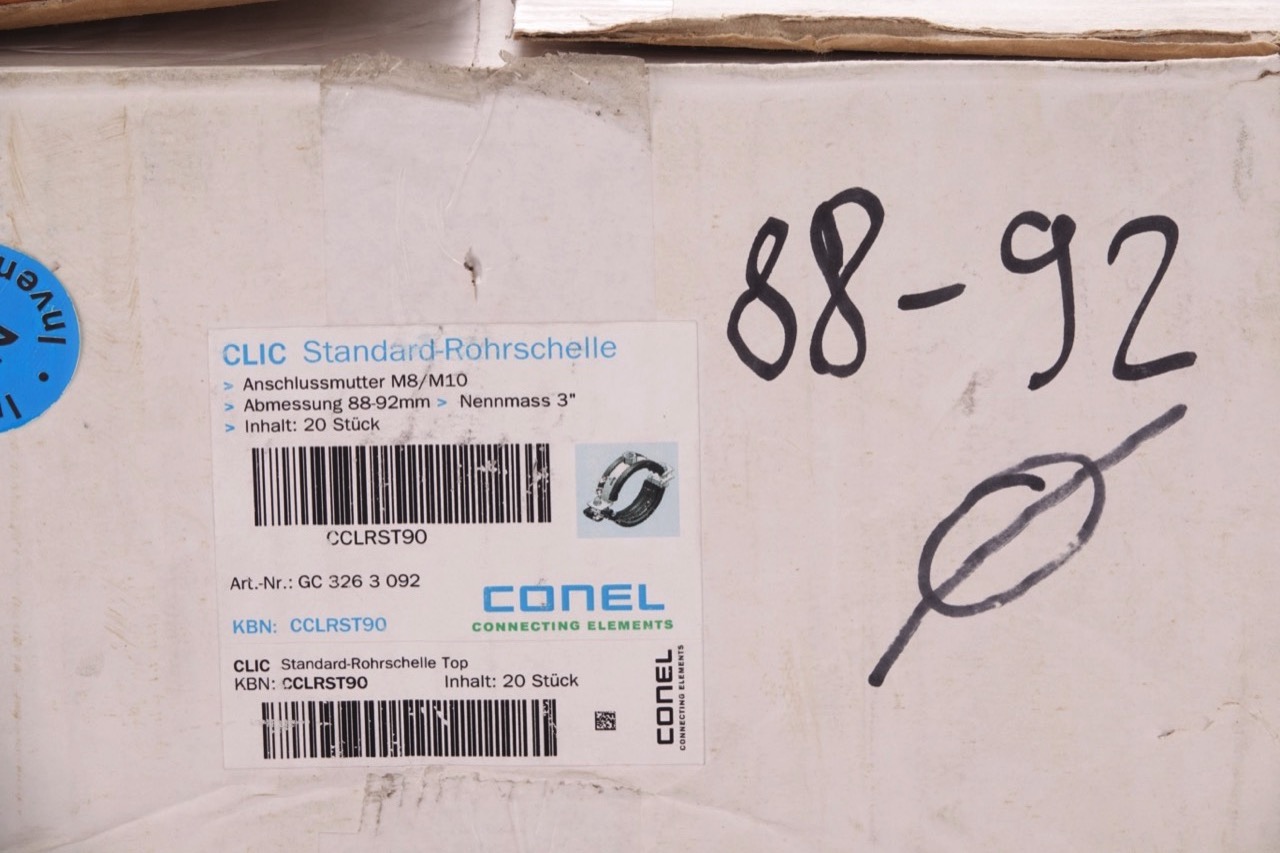 88-92
Ø
Inven
CLIC Standard-Rohrschelle
> Anschlussmutter M8/M10
> Abmessung 88-92mm > Nennmass 3"
> Inhalt: 20 Stück
CCLRST90
Art.-Nr.: GC 326 3 092
CONEL
CONNECTING ELEMENTS
KBN: CCLRST90
CLIC Standard-Rohrschelle Top
KBN: CCLRST90 Inhalt: 20 Stück
CONEL
CONNECTING ELEMENTS